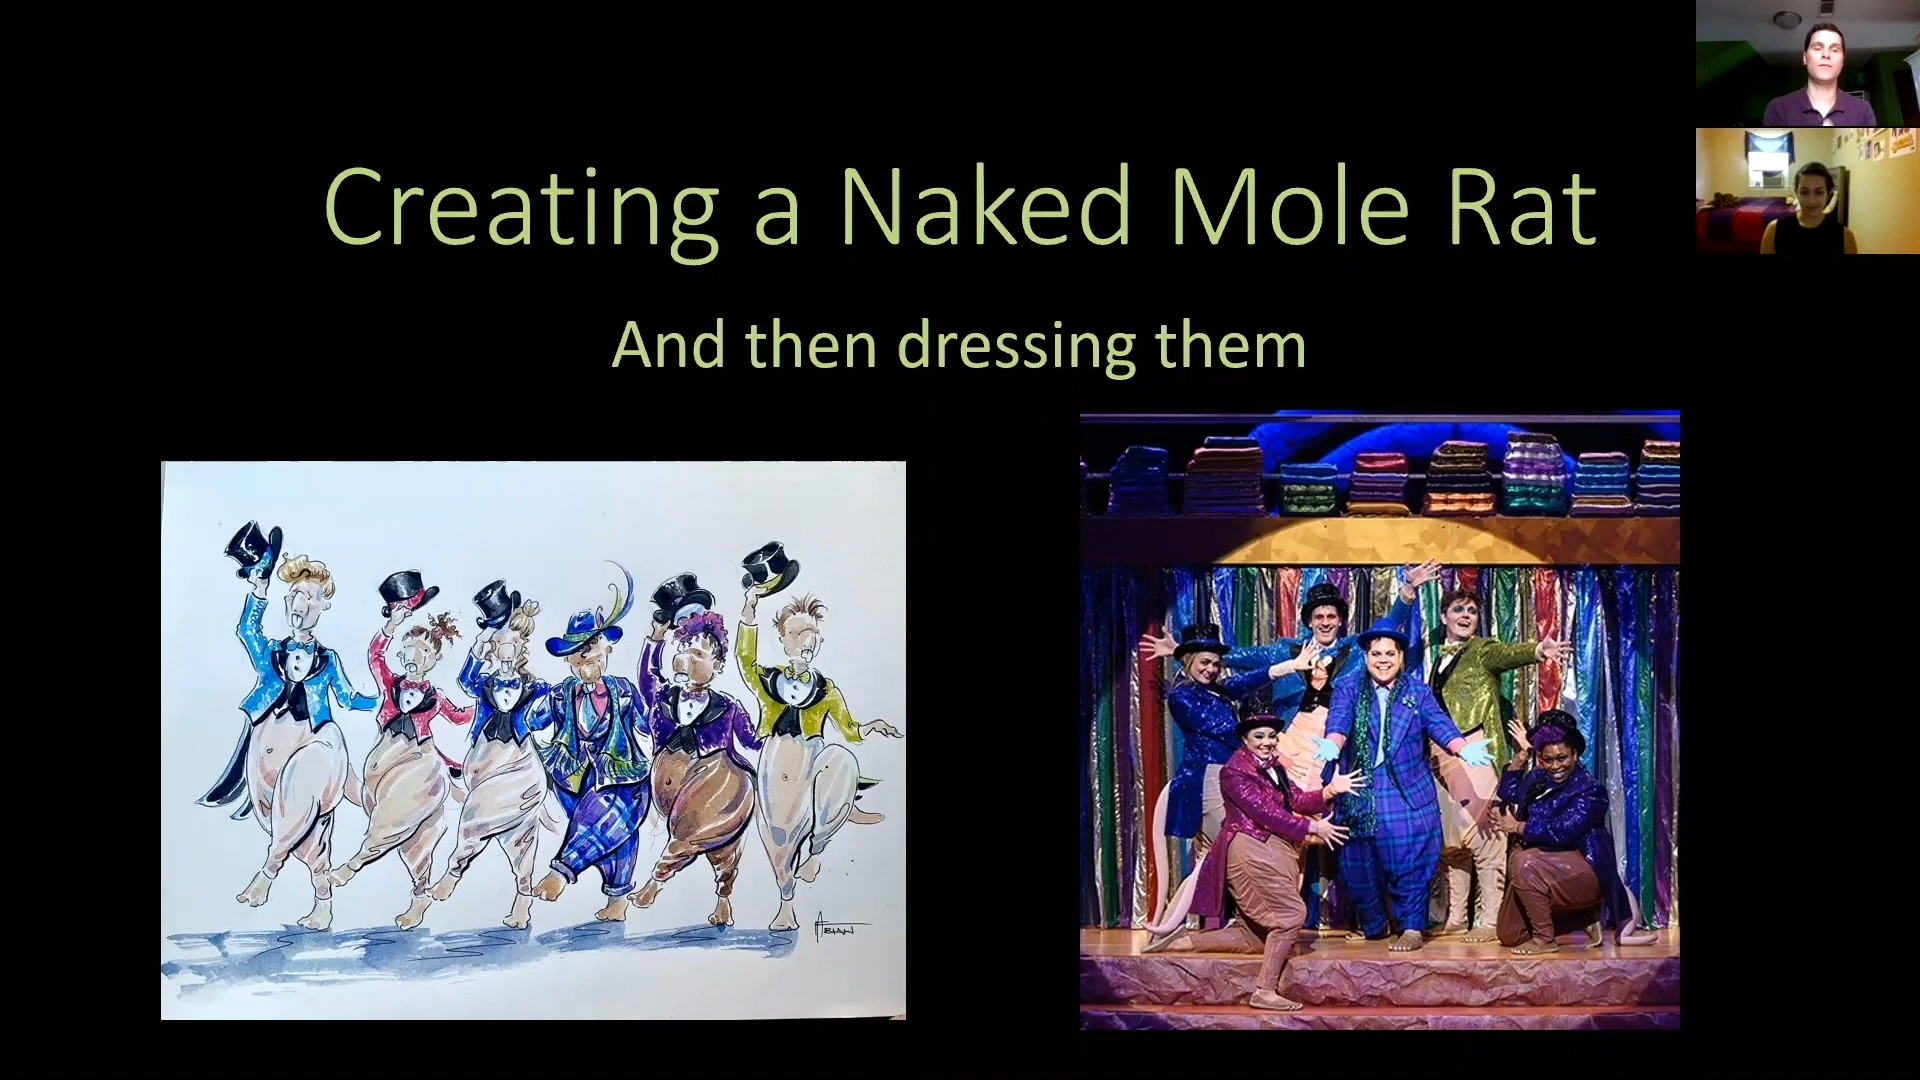 Creating a Naked Mole Rat
And then dressing them